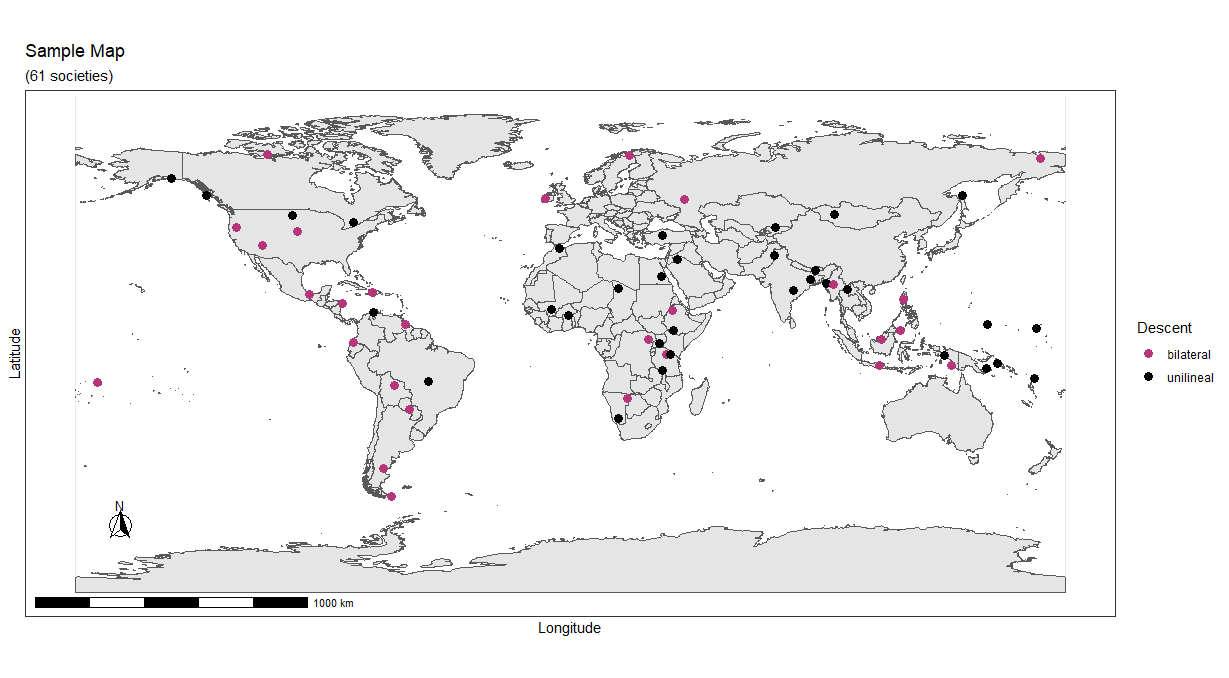 Sample Map
(61 societies)
Latitude
N
1000 km
Longitude
Descent
bilateral
unilineal